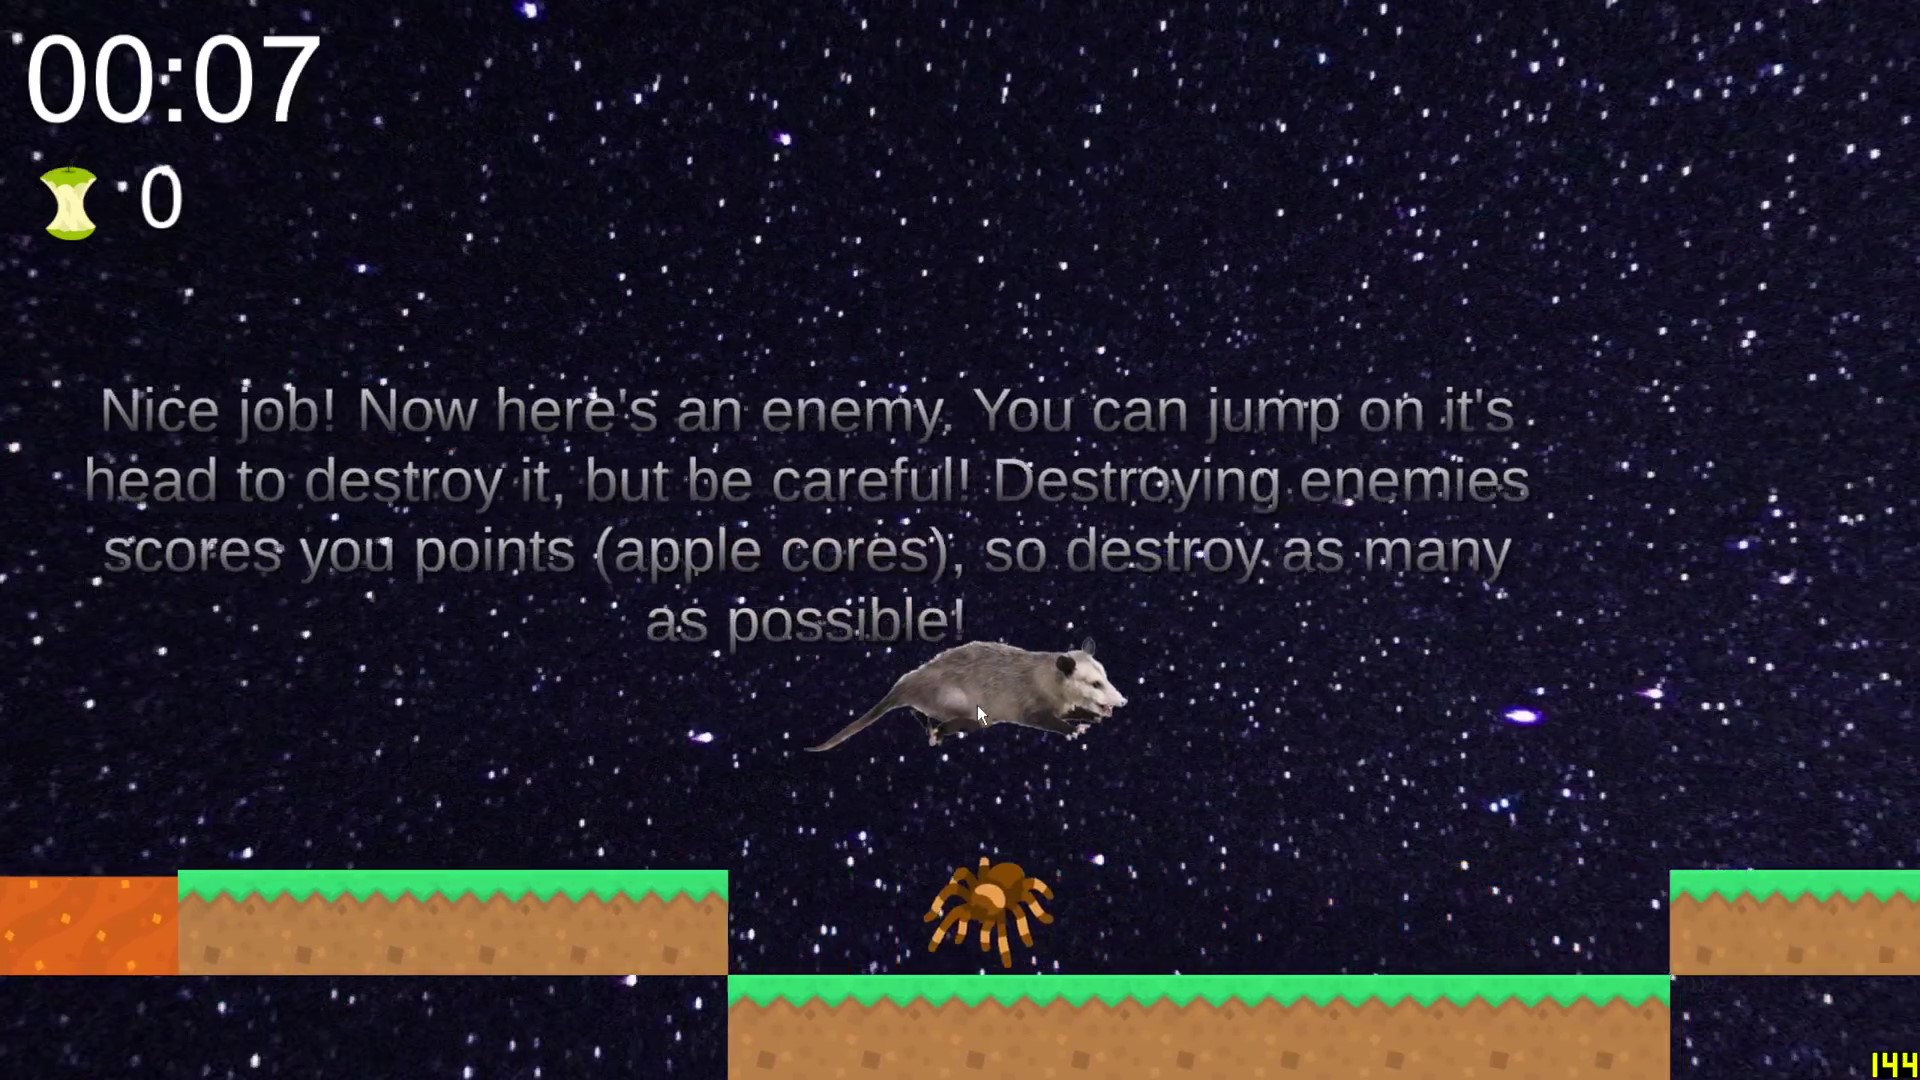 00:07
0
Nice job! Now here's an enemy. You can jump on it's
head to destroy it, but be careful! Destroying enemies
scores you points (apple cores), so destroy as many
as possible!
144